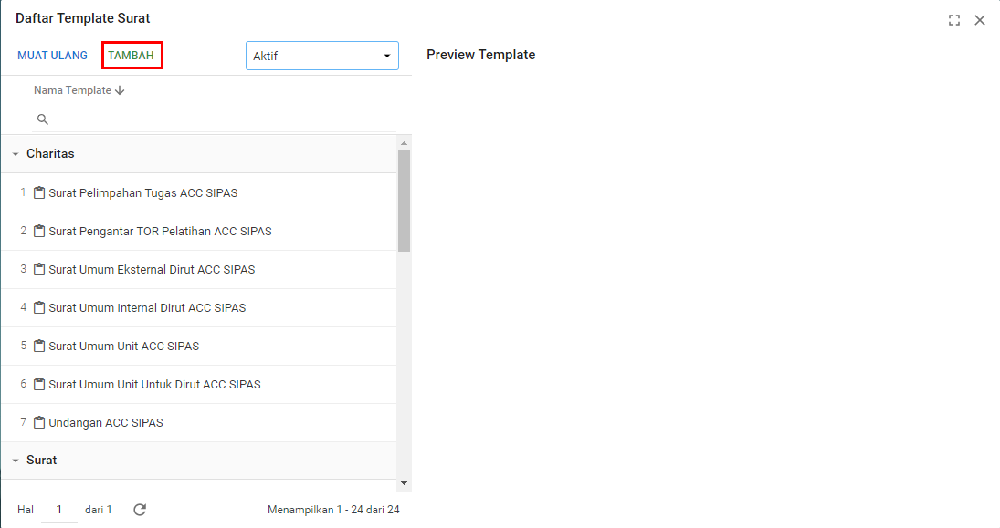 Daftar Template Surat
MUAT ULANG TAMBAH Aktif Preview Template
Nama Template
Charitas
1 Surat Pelimpahan Tugas ACC SIPAS
2 Surat Pengantar TOR Pelatihan ACC SIPAS
3 Surat Umum Eksternal Dirut ACC SIPAS
4 Surat Umum Internal Dirut ACC SIPAS
5 Surat Umum Unit ACC SIPAS
6 Surat Umum Unit Untuk Dirut ACC SIPAS
7 Undangan ACC SIPAS
Surat
Hal 1 dari 1 Menampilkan 1 - 24 dari 24